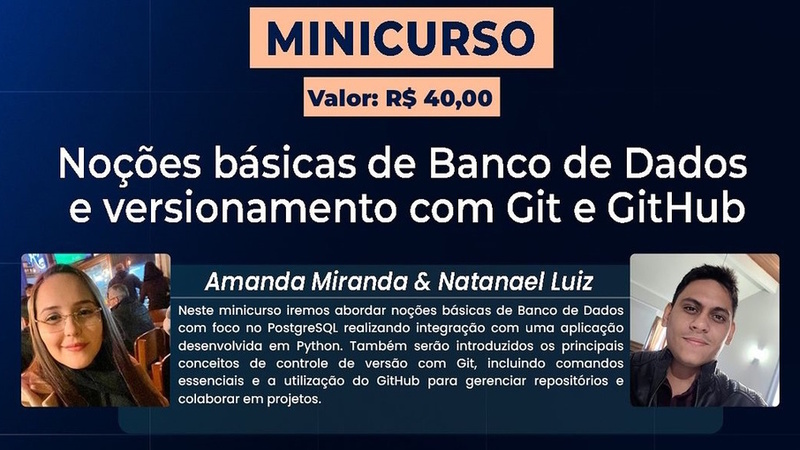 MINICURSO
Valor: R$ 40,00
Noções básicas de Banco de Dados
e versionamento com Git e GitHub
Amanda Miranda & Natanael Luiz
Neste minicurso iremos abordar noções básicas de Banco de Dados
com foco no PostgreSQL realizando integração com uma aplicação
desenvolvida em Python. Também serão introduzidos os principais
conceitos de controle de versão com Git, incluindo comandos
essenciais e a utilização do GitHub para gerenciar repositórios e
colaborar em projetos.